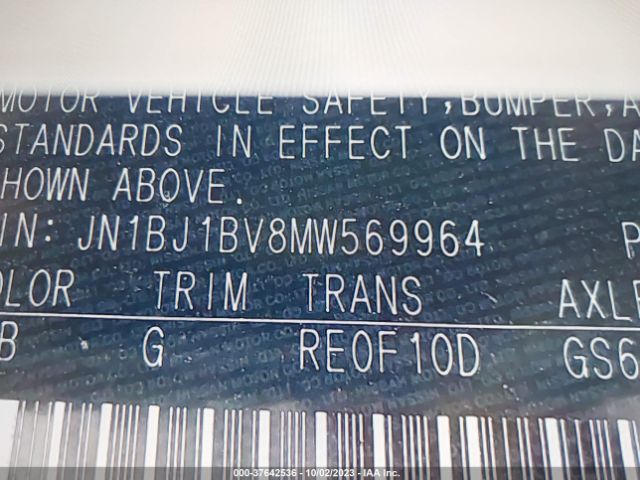 MOTOR VEHICLE SAFETY, BUMPER, A
STANDARDS IN EFFECT ON THE DA
HOWN ABOVE.
IN: JN1BJ1BV8MW569964 P
OLOR TRIM TRANS AXLE
B G RE0F10D GS6
000-37642536 - 10/02/2023 - IAA Inc.